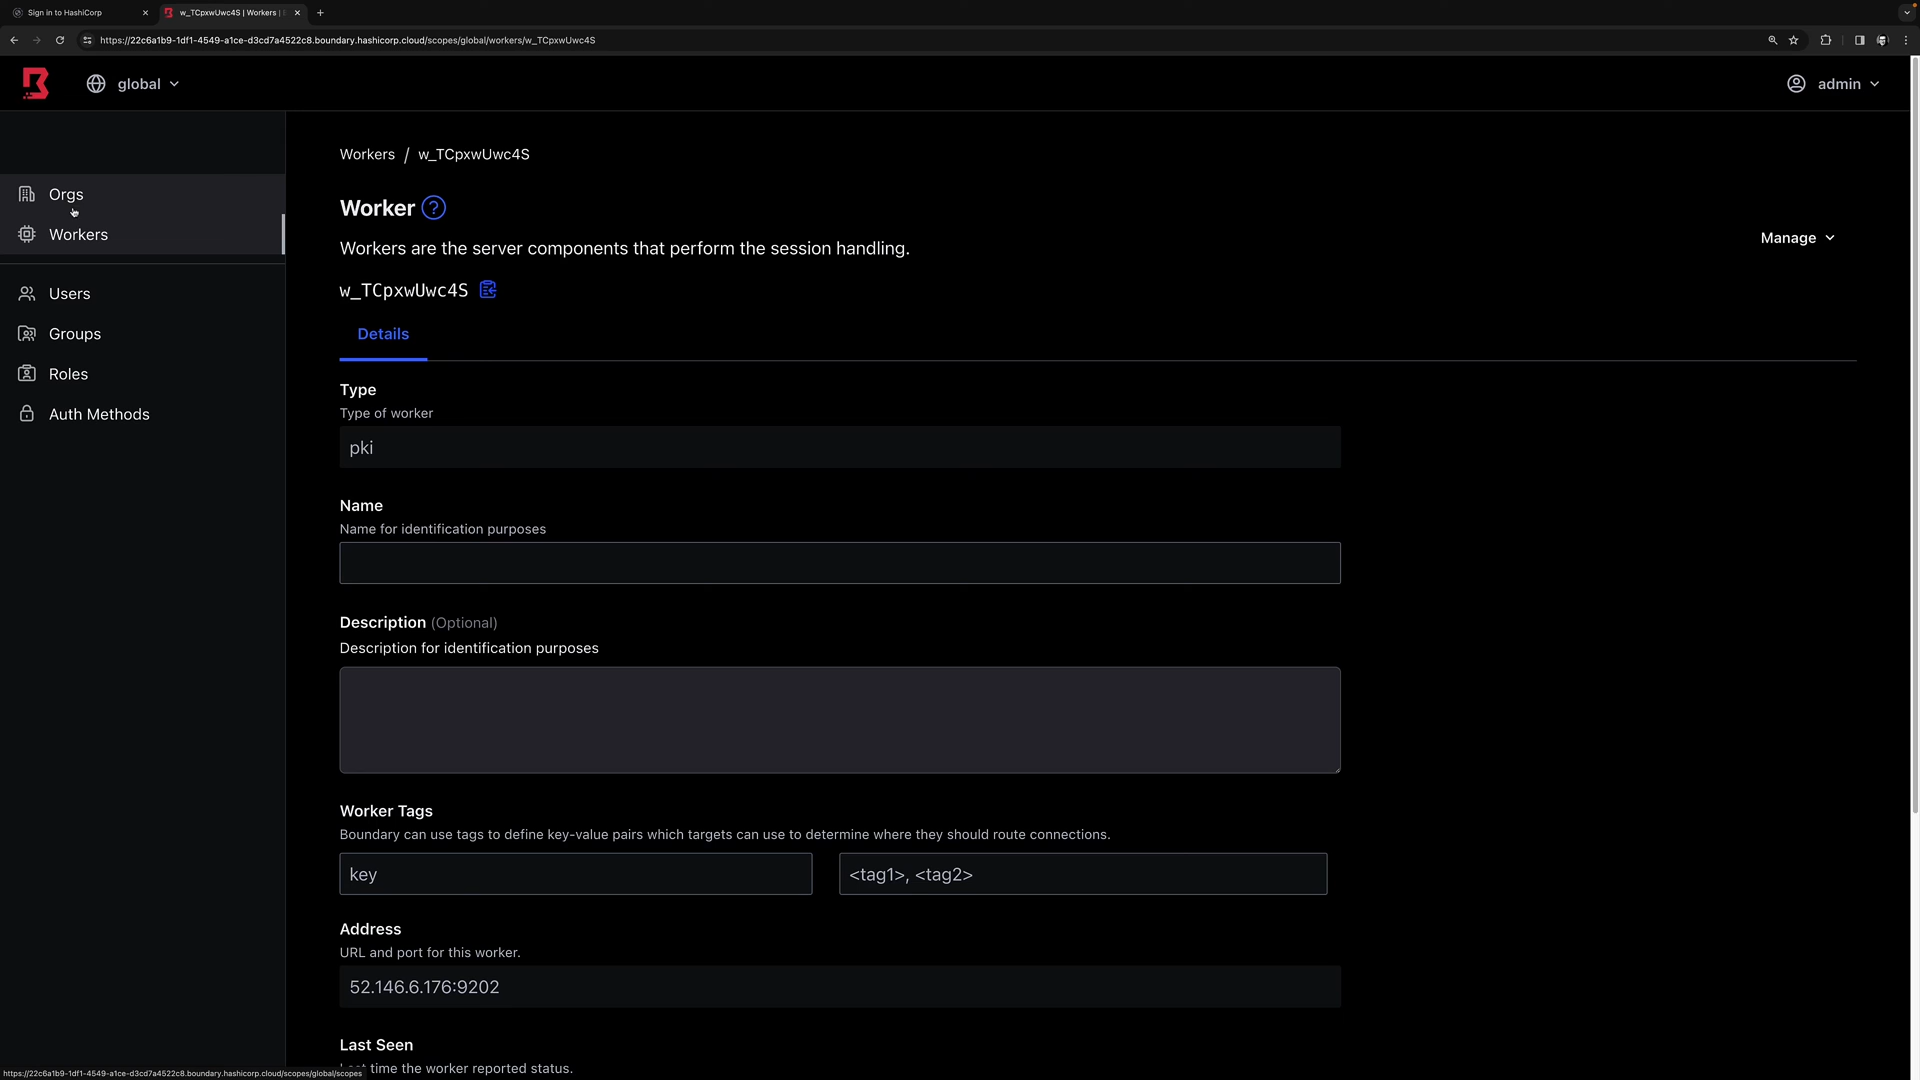 Sign in to HashiCorp
w_TCpxwUwc4S | Workers |
https://22c6a1b9-1df1-4549-a1ce-d3cd7a4522c8.boundary.hashicorp.cloud/scopes/global/workers/w_TCpxwUwc4S
global
admin
Orgs
Workers
Users
Groups
Roles
Auth Methods
Workers / w_TCpxwUwc4S
Worker
Workers are the server components that perform the session handling.
Manage
w_TCpxwUwc4S
Details
Type
Type of worker
pki
Name
Name for identification purposes
Description (Optional)
Description for identification purposes
Worker Tags
Boundary can use tags to define key-value pairs which targets can use to determine where they should route connections.
key
<tag1>, <tag2>
Address
URL and port for this worker.
52.146.6.176:9202
Last Seen
time the worker reported status.
https://22c6a1b9-1df1-4549-a1ce-d3cd7a4522c8.boundary.hashicorp.cloud/scopes/global/scopes